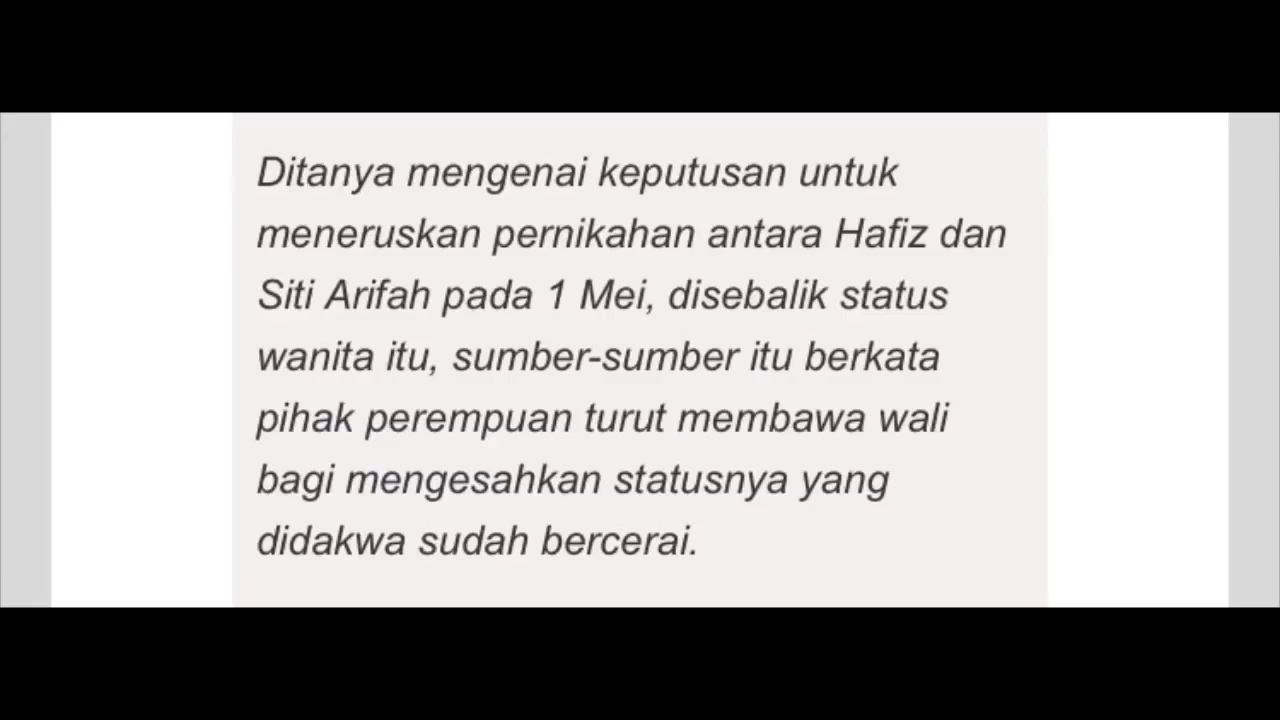 Ditanya mengenai keputusan untuk
meneruskan pernikahan antara Hafiz dan
Siti Arifah pada 1 Mei, disebalik status
wanita itu, sumber-sumber itu berkata
pihak perempuan turut membawa wali
bagi mengesahkan statusnya yang
didakwa sudah bercerai.